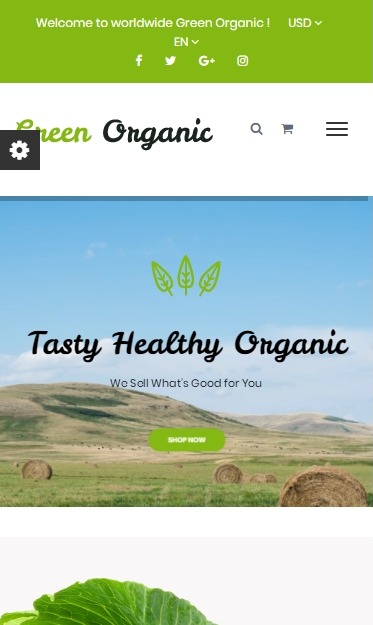 Welcome to worldwide Green Organic ! USD
EN
Green Organic
Tasty Healthy Organic
We Sell What's Good for You
SHOP NOW